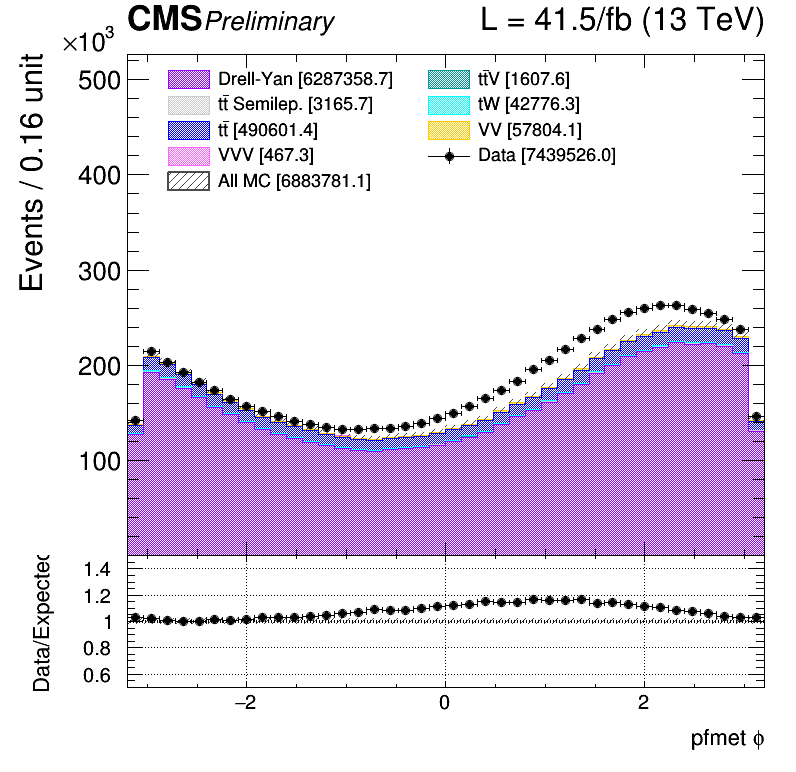 CMS Preliminary L = 41.5/fb (13 TeV)
×10³
Events / 0.16 unit
500
400
300
200
100
Drell-Yan [6287358.7]
tt̄ Semilep. [3165.7]
tt̄ [490601.4]
VVV [467.3]
All MC [6883781.1]
tt̄V [1607.6]
tW [42776.3]
VV [57804.1]
Data [7439526.0]
Data/Expected
1.4
1.2
1
0.8
0.6
−2 0 2
pfmet ϕ